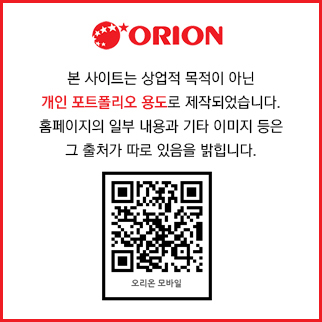 ORION
본 사이트는 상업적 목적이 아닌
개인 포트폴리오 용도로 제작되었습니다.
홈페이지의 일부 내용과 기타 이미지 등은
그 출처가 따로 있음을 밝힙니다.
오리온 모바일